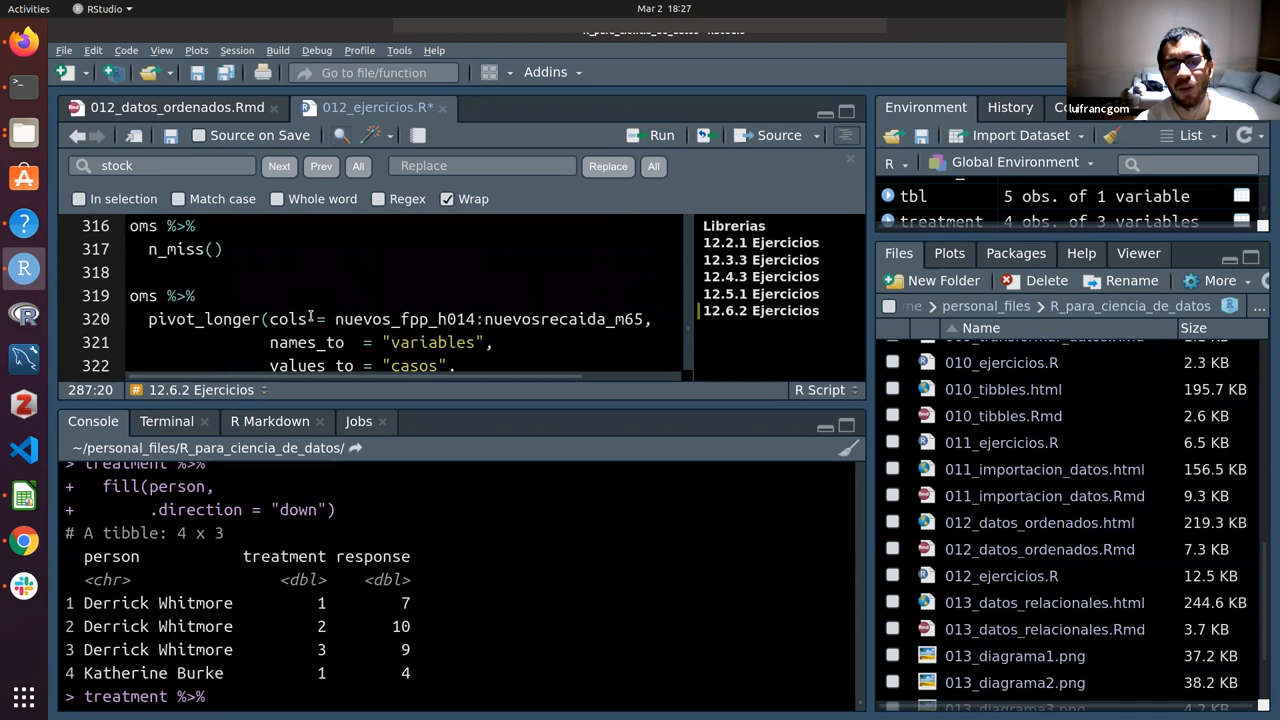 Activities
RStudio
Mar 2 18:27
File Edit Code View Plots Session Build Debug Profile Tools Help
lufrancgom
Go to file/function
Addins
012_datos_ordenados.Rmd
012_ejercicios.R*
Source on Save
Run
Source
stock
Next
Prev
All
Replace
Replace
All
In selection
Match case
Whole word
Regex
Wrap
316 oms %>%
317 n_miss()
318
319 oms %>%
320 pivot_longer(cols = nuevos_fpp_h014:nuevosrecaida_m65,
321 names_to = "variables",
322 values_to = "casos",
Librerias
12.2.1 Ejercicios
12.3.3 Ejercicios
12.4.3 Ejercicios
12.5.1 Ejercicios
12.6.2 Ejercicios
287:20
12.6.2 Ejercicios
R Script
Console
Terminal
R Markdown
Jobs
~/personal_files/R_para_ciencia_de_datos/
> treatment %>%
+ fill(person,
+ .direction = "down")
# A tibble: 4 x 3
person treatment response
<chr> <dbl> <dbl>
1 Derrick Whitmore 1 7
2 Derrick Whitmore 2 10
3 Derrick Whitmore 3 9
4 Katherine Burke 1 4
> treatment %>%
Environment
History
Import Dataset
List
R
Global Environment
tbl 5 obs. of 1 variable
treatment 4 obs. of 3 variables
Files
Plots
Packages
Help
Viewer
New Folder
Delete
Rename
More
me
personal_files
R_para_ciencia_de_datos
...
Name
Size
010_ejercicios.R 2.3 KB
010_tibbles.html 195.7 KB
010_tibbles.Rmd 2.6 KB
011_ejercicios.R 6.5 KB
011_importacion_datos.html 156.5 KB
011_importacion_datos.Rmd 9.3 KB
012_datos_ordenados.html 219.3 KB
012_datos_ordenados.Rmd 7.3 KB
012_ejercicios.R 12.5 KB
013_datos_relacionales.html 244.6 KB
013_datos_relacionales.Rmd 3.7 KB
013_diagrama1.png 37.2 KB
013_diagrama2.png 38.2 KB